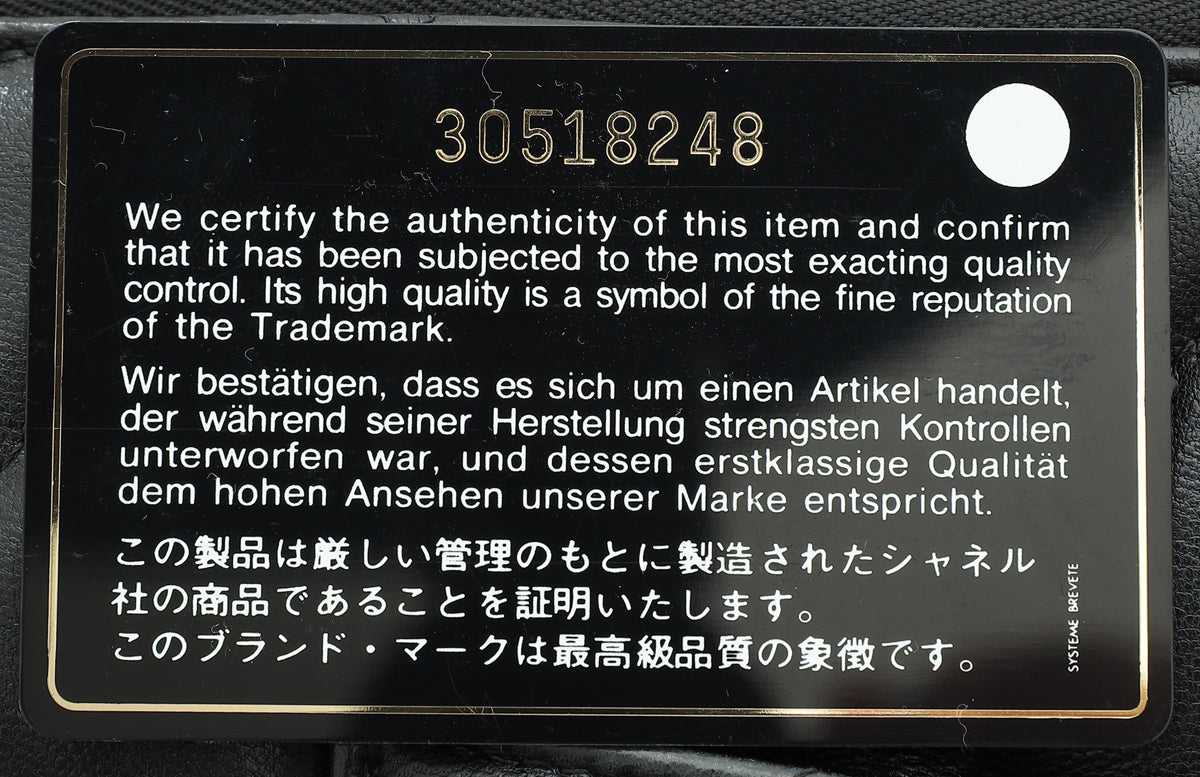 30518248
We certify the authenticity of this item and confirm
that it has been subjected to the most exacting quality
control. Its high quality is a symbol of the fine reputation
of the Trademark.
Wir bestätigen, dass es sich um einen Artikel handelt,
der während seiner Herstellung strengsten Kontrollen
unterworfen war, und dessen erstklassige Qualität
dem hohen Ansehen unserer Marke entspricht.
この製品は厳しい管理のもとに製造されたシャネル
社の商品であることを証明いたします。
このブランド・マークは最高級品質の象徴です。
SYSTEME BREVETE